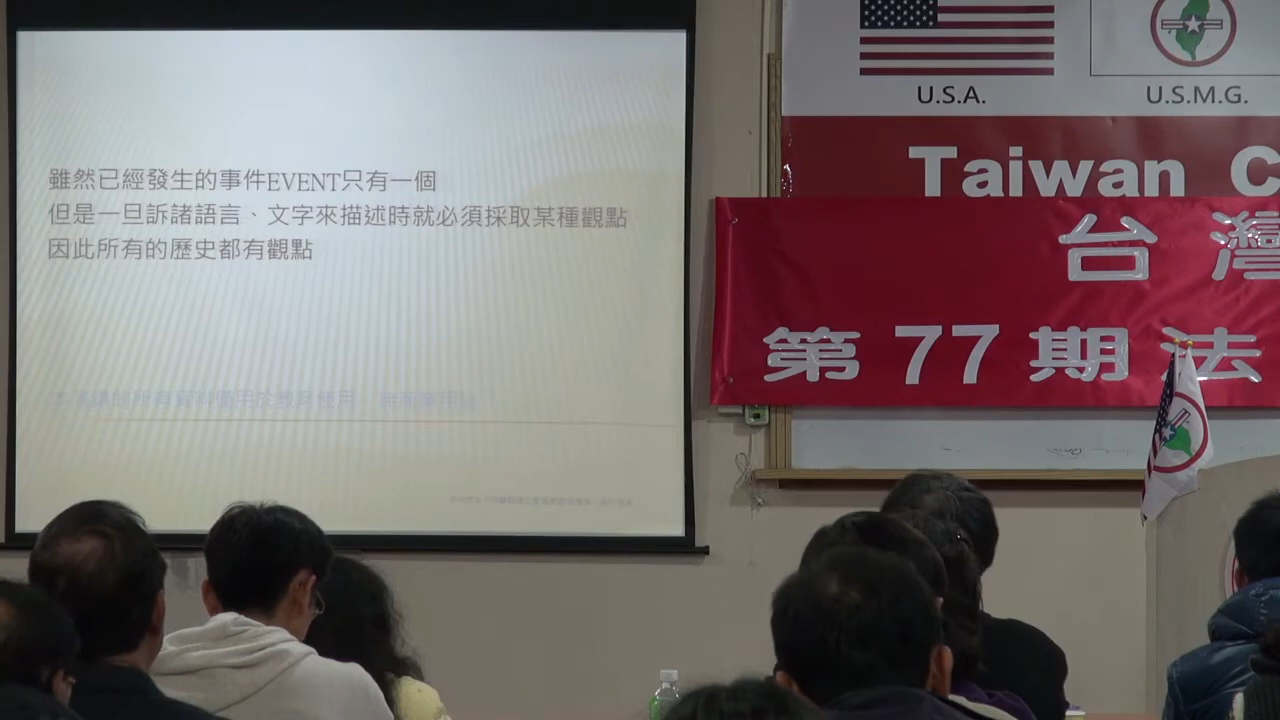 雖然已經發生的事件EVENT只有一個
但是一旦訴諸語言、文字來描述時就必須採取某種觀點
因此所有的歷史都有觀點
U.S.A.
U.S.M.G.
Taiwan C
台灣
第77期法